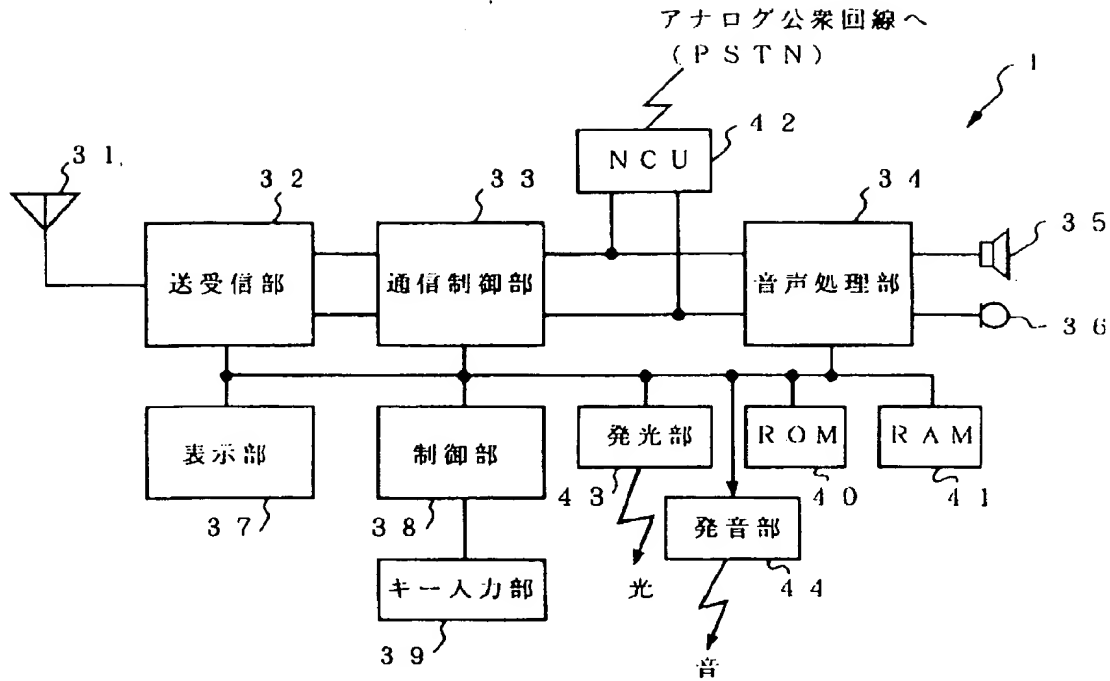 アナログ公衆回線へ
(PSTN)
1
42
NCU
31
32
33
34
35
送受信部
通信制御部
音声処理部
36
表示部
制御部
発光部
ROM
RAM
37
38
43
40
41
発音部
キー入力部
光
44
39
音